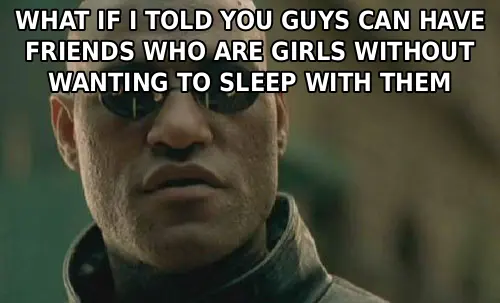 WHAT IF I TOLD YOU GUYS CAN HAVE
FRIENDS WHO ARE GIRLS WITHOUT
WANTING TO SLEEP WITH THEM